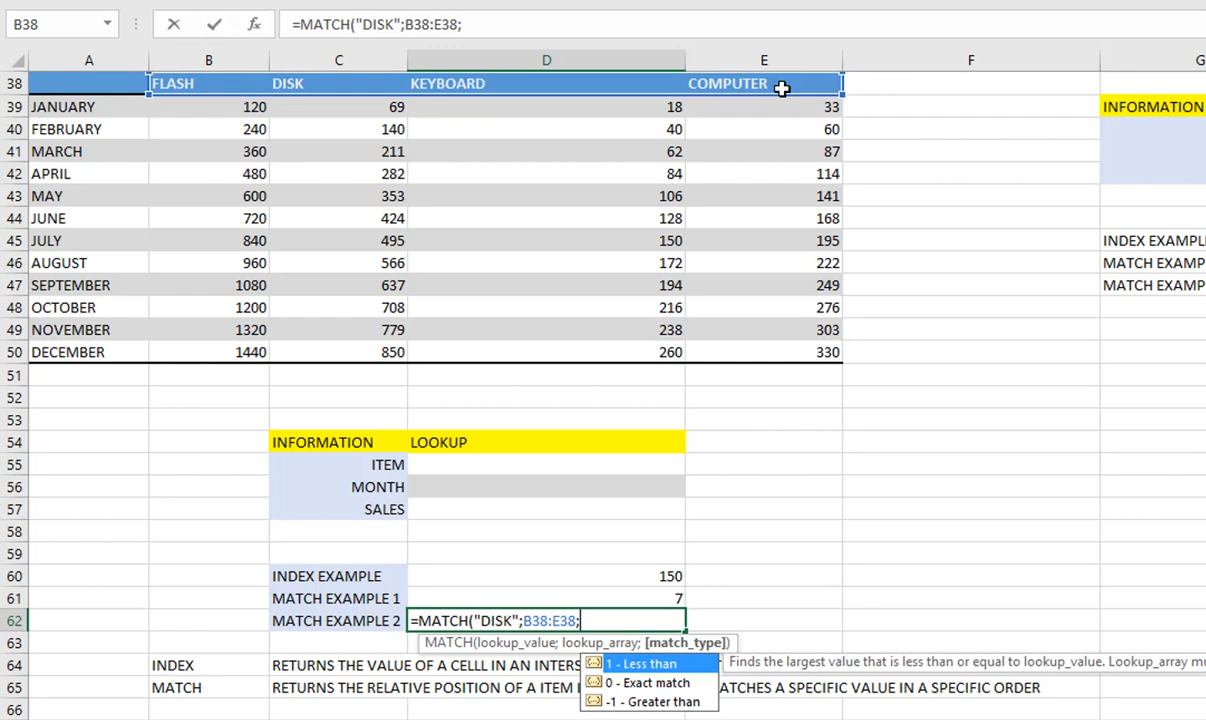 B38 =MATCH("DISK";B38:E38;
A B C D E F G
38 FLASH DISK KEYBOARD COMPUTER
39 JANUARY 120 69 18 33 INFORMATION
40 FEBRUARY 240 140 40 60
41 MARCH 360 211 62 87
42 APRIL 480 282 84 114
43 MAY 600 353 106 141
44 JUNE 720 424 128 168
45 JULY 840 495 150 195 INDEX EXAMPLE
46 AUGUST 960 566 172 222 MATCH EXAMP
47 SEPTEMBER 1080 637 194 249 MATCH EXAMP
48 OCTOBER 1200 708 216 276
49 NOVEMBER 1320 779 238 303
50 DECEMBER 1440 850 260 330
51
52
53
54 INFORMATION LOOKUP
55 ITEM
56 MONTH
57 SALES
58
59
60 INDEX EXAMPLE 150
61 MATCH EXAMPLE 1 7
62 MATCH EXAMPLE 2 =MATCH("DISK";B38:E38;
63 MATCH(lookup_value; lookup_array; [match_type])
64 INDEX RETURNS THE VALUE OF A CELLL IN AN INTERS 1 - Less than Finds the largest value that is less than or equal to lookup_value. Lookup_array mu
0 - Exact match
65 MATCH RETURNS THE RELATIVE POSITION OF A ITEM I ATCHES A SPECIFIC VALUE IN A SPECIFIC ORDER
-1 - Greater than
66